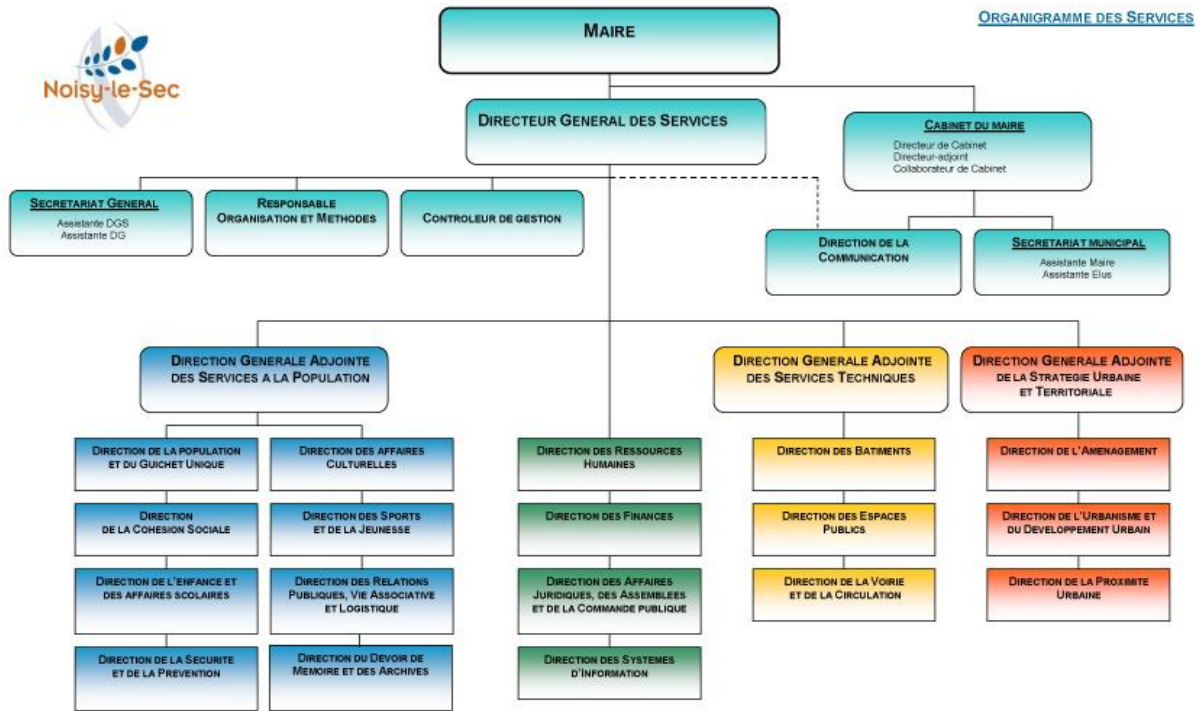 ORGANIGRAMME DES SERVICES
Noisy-le-Sec
MAIRE
DIRECTEUR GENERAL DES SERVICES
CABINET DU MAIRE
Directeur de Cabinet
Directeur-adjoint
Collaborateur de Cabinet
SECRETARIAT GENERAL
Assistante DGS
Assistante DG
RESPONSABLE
ORGANISATION ET METHODES
CONTROLEUR DE GESTION
DIRECTION DE LA
COMMUNICATION
SECRETARIAT MUNICIPAL
Assistante Maire
Assistante Elus
DIRECTION GENERALE ADJOINTE
DES SERVICES A LA POPULATION
DIRECTION GENERALE ADJOINTE
DES SERVICES TECHNIQUES
DIRECTION GENERALE ADJOINTE
DE LA STRATEGIE URBAINE
ET TERRITORIALE
DIRECTION DE LA POPULATION
ET DU GUICHET UNIQUE
DIRECTION DES AFFAIRES
CULTURELLES
DIRECTION DES RESSOURCES
HUMAINES
DIRECTION DES BATIMENTS
DIRECTION DE L'AMENAGEMENT
DIRECTION
DE LA COHESION SOCIALE
DIRECTION DES SPORTS
ET DE LA JEUNESSE
DIRECTION DES FINANCES
DIRECTION DES ESPACES
PUBLICS
DIRECTION DE L'URBANISME ET
DU DEVELOPPEMENT URBAIN
DIRECTION DE L'ENFANCE ET
DES AFFAIRES SCOLAIRES
DIRECTION DES RELATIONS
PUBLIQUES, VIE ASSOCIATIVE
ET LOGISTIQUE
DIRECTION DES AFFAIRES
JURIDIQUES, DES ASSEMBLEES
ET DE LA COMMANDE PUBLIQUE
DIRECTION DE LA VOIRIE
ET DE LA CIRCULATION
DIRECTION DE LA PROXIMITE
URBAINE
DIRECTION DE LA SECURITE
ET DE LA PREVENTION
DIRECTION DU DEVOIR DE
MEMOIRE ET DES ARCHIVES
DIRECTION DES SYSTEMES
D'INFORMATION